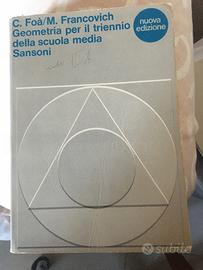 C. Foà/M. Francovich
Geometria per il triennio
della scuola media
Sansoni
nuova
edizione
subito